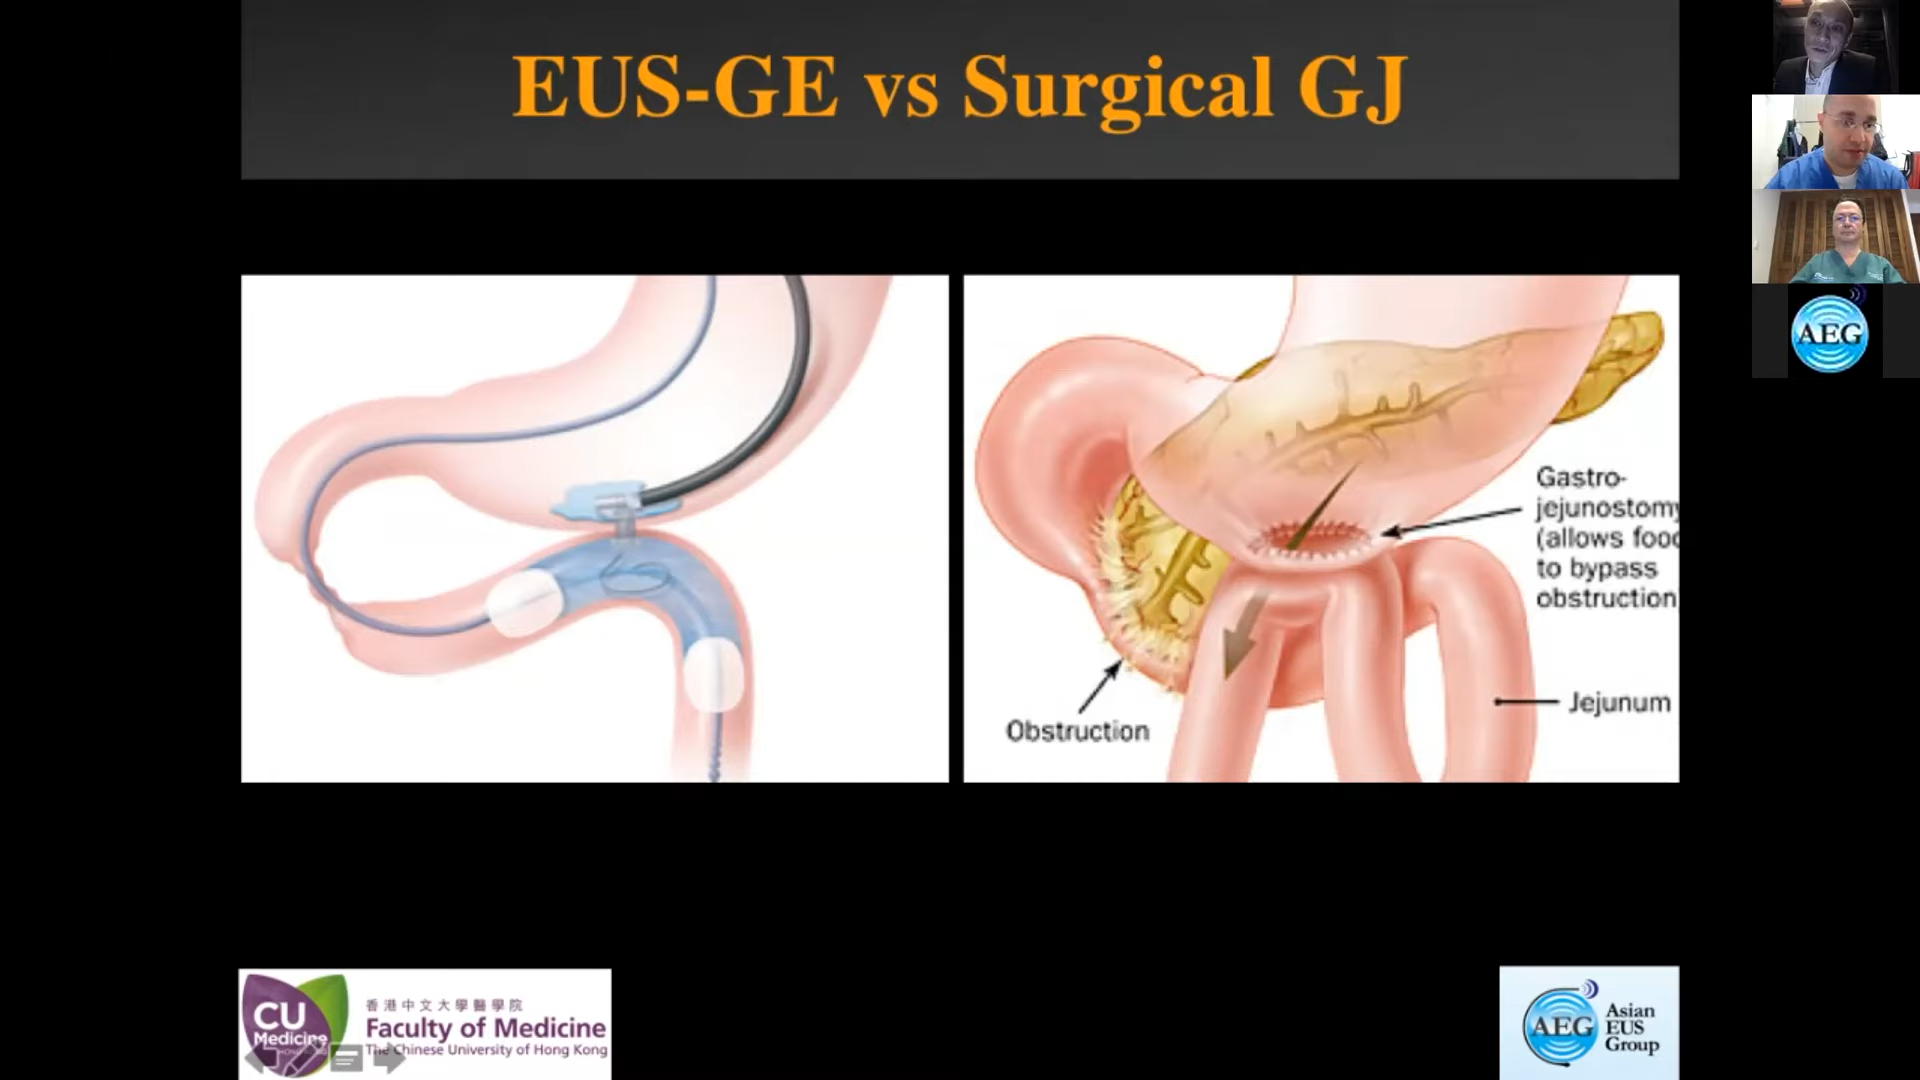 EUS-GE vs Surgical GJ
AEG
Gastro-
jejunostomy
(allows food
to bypass
obstruction
Obstruction
Jejunum
CU
Medicine
HONG KONG
香港中文大學醫學院
Faculty of Medicine
The Chinese University of Hong Kong
AEG
Asian
EUS
Group